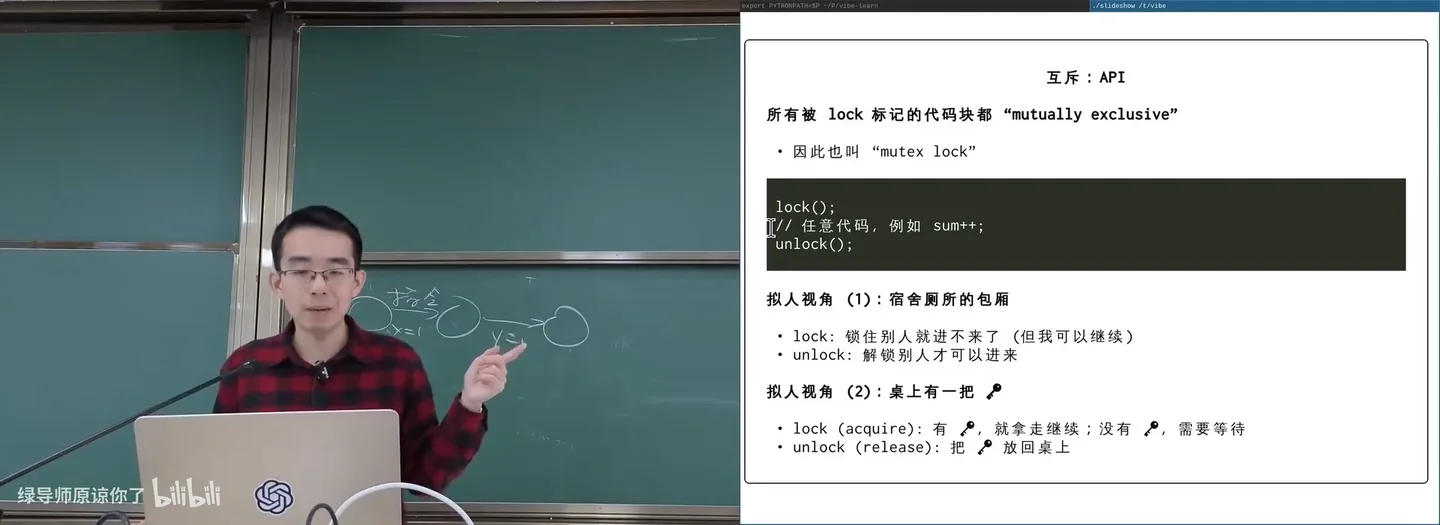 export PYTRONPATH=$P ~/P/vibe-learn
./slideshow /t/vibe
互斥：API
所有被 lock 标记的代码块都 “mutually exclusive”
• 因此也叫 “mutex lock”
lock();
// 任意代码，例如 sum++;
unlock();
拟人视角 (1)：宿舍厕所的包厢
• lock: 锁住别人就进不来了 (但我可以继续)
• unlock: 解锁别人才可以进来
拟人视角 (2)：桌上有一把 🔑
• lock (acquire): 有 🔑，就拿走继续；没有 🔑，需要等待
• unlock (release): 把 🔑 放回桌上
x=1
绿导师原谅你了 bilibili